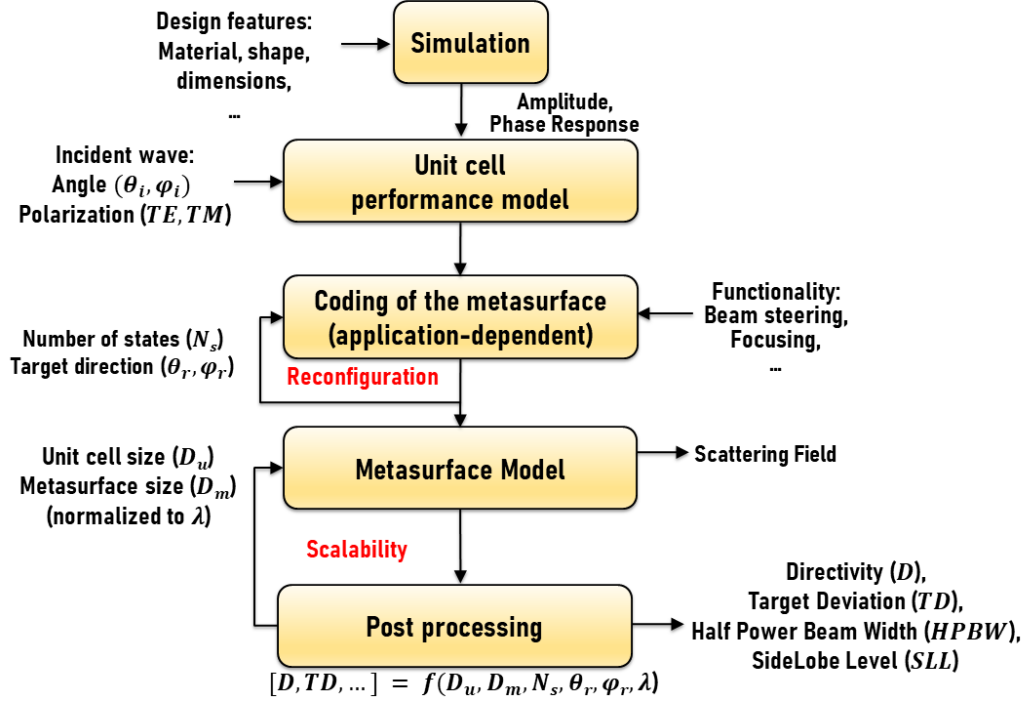 Design features:
Material, shape,
dimensions,
...
Simulation
Amplitude,
Phase Response
Incident wave:
Angle (θᵢ, φᵢ)
Polarization (TE, TM)
Unit cell
performance model
Coding of the metasurface
(application-dependent)
Functionality:
Beam steering,
Focusing,
...
Number of states (Nₛ)
Target direction (θᵣ, φᵣ)
Reconfiguration
Unit cell size (Dᵤ)
Metasurface size (Dₘ)
(normalized to λ)
Metasurface Model
Scattering Field
Scalability
Post processing
Directivity (D),
Target Deviation (TD),
Half Power Beam Width (HPBW),
SideLobe Level (SLL)
[D, TD, ...] = f(Dᵤ, Dₘ, Nₛ, θᵣ, φᵣ, λ)